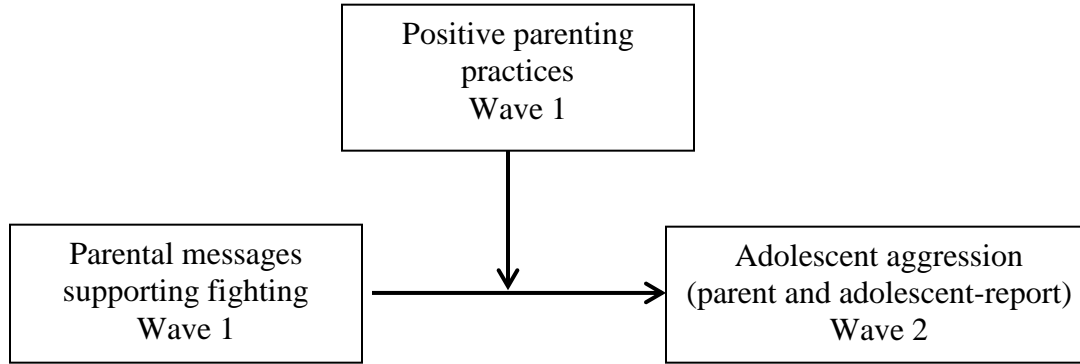 Positive parenting
practices
Wave 1
Parental messages
supporting fighting
Wave 1
Adolescent aggression
(parent and adolescent-report)
Wave 2